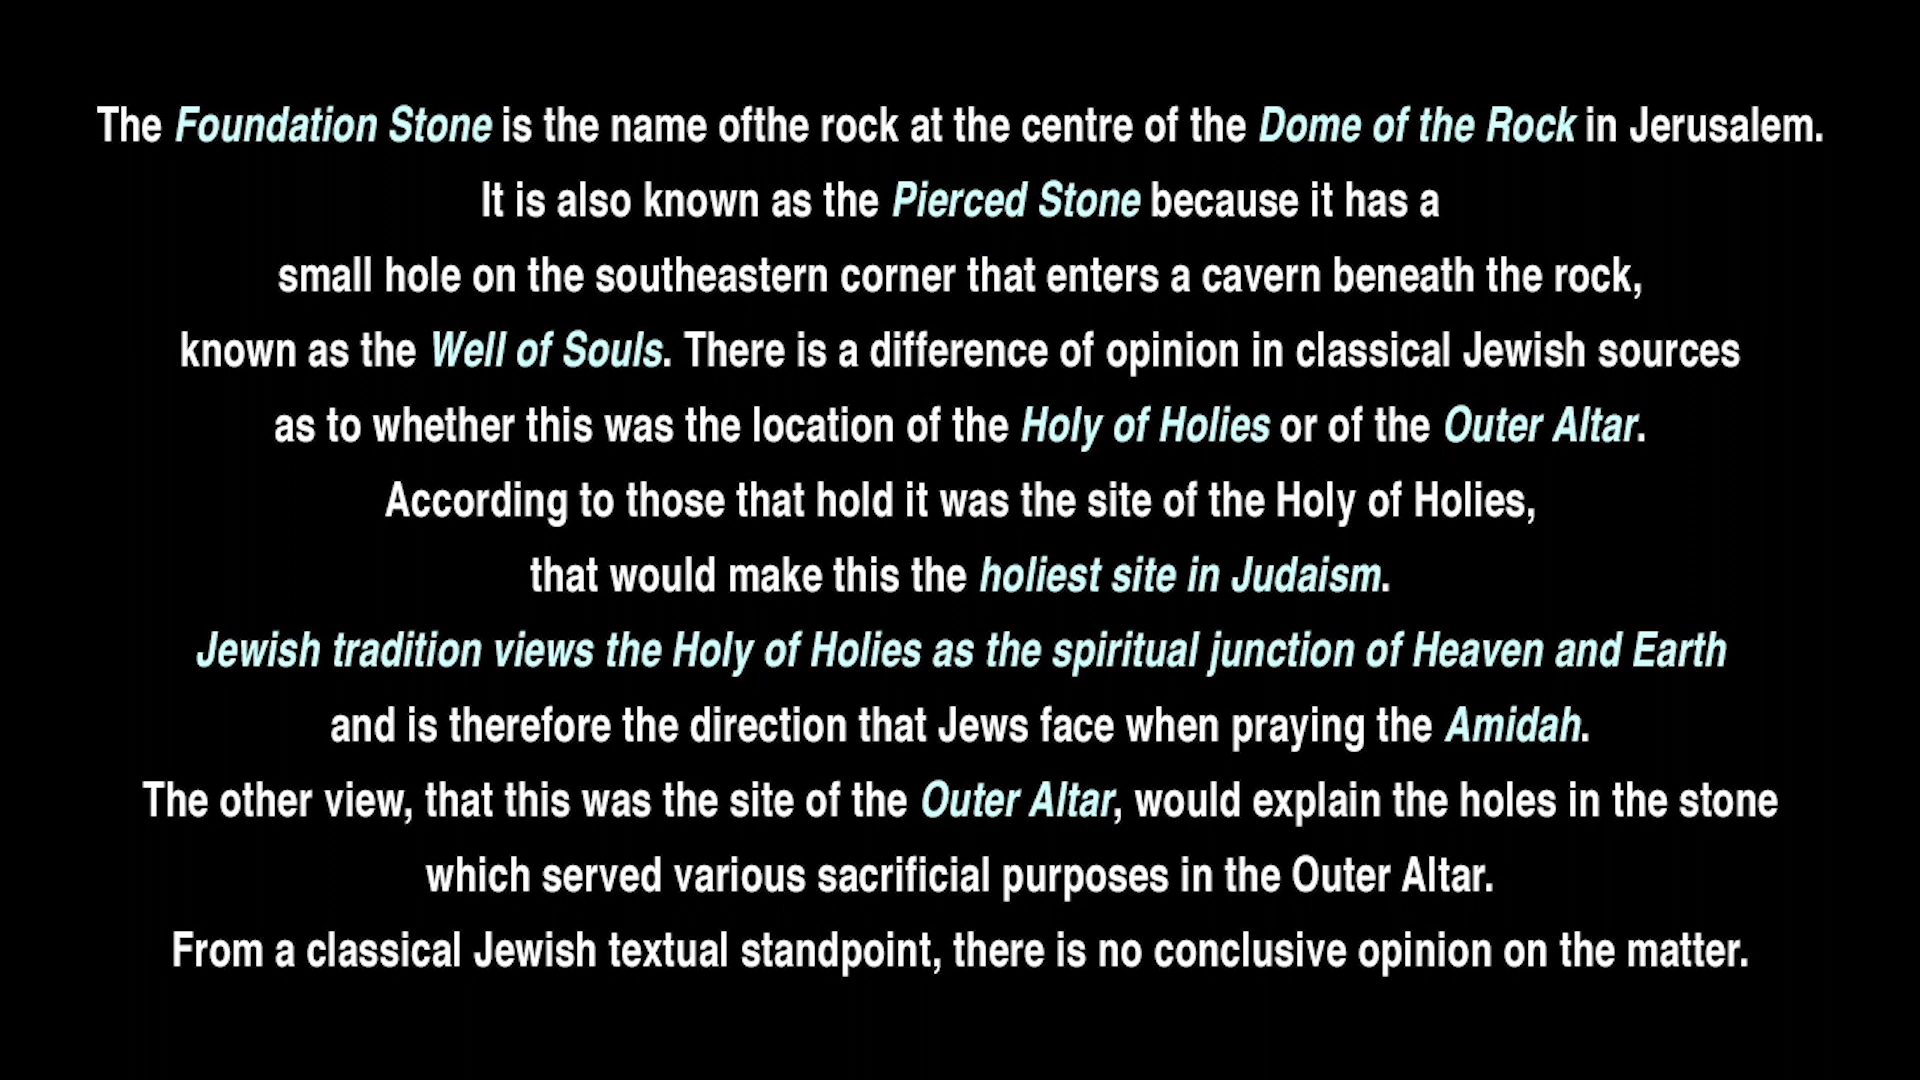 The Foundation Stone is the name ofthe rock at the centre of the Dome of the Rock in Jerusalem.
It is also known as the Pierced Stone because it has a
small hole on the southeastern corner that enters a cavern beneath the rock,
known as the Well of Souls. There is a difference of opinion in classical Jewish sources
as to whether this was the location of the Holy of Holies or of the Outer Altar.
According to those that hold it was the site of the Holy of Holies,
that would make this the holiest site in Judaism.
Jewish tradition views the Holy of Holies as the spiritual junction of Heaven and Earth
and is therefore the direction that Jews face when praying the Amidah.
The other view, that this was the site of the Outer Altar, would explain the holes in the stone
which served various sacrificial purposes in the Outer Altar.
From a classical Jewish textual standpoint, there is no conclusive opinion on the matter.